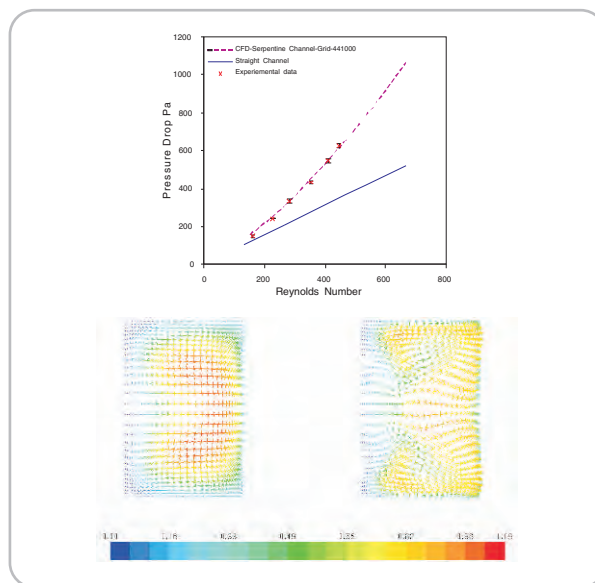 1200
CFD-Serpentine Channel-Grid-441000
Straight Channel
Experiemental data
1000
800
600
400
200
0
Pressure Drop Pa
0 200 400 600 800
Reynolds Number